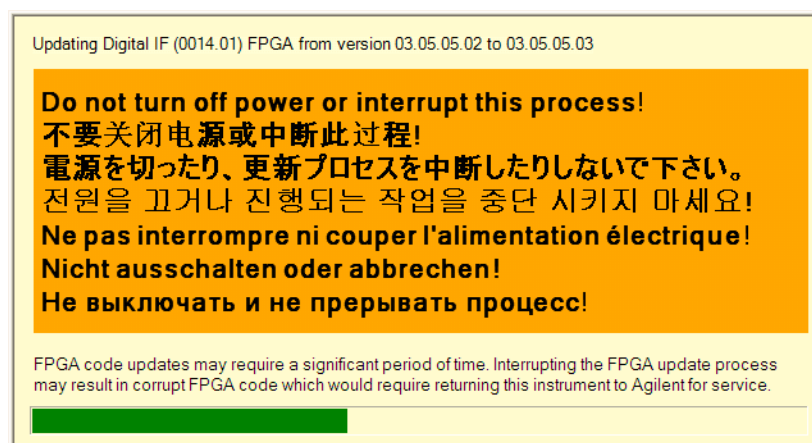 Updating Digital IF (0014.01) FPGA from version 03.05.05.02 to 03.05.05.03
Do not turn off power or interrupt this process!
不要关闭电源或中断此过程!
電源を切ったり、更新プロセスを中断したりしないで下さい。
전원을 끄거나 진행되는 작업을 중단 시키지 마세요!
Ne pas interrompre ni couper l'alimentation électrique!
Nicht ausschalten oder abbrechen!
Не выключать и не прерывать процесс!
FPGA code updates may require a significant period of time. Interrupting the FPGA update process
may result in corrupt FPGA code which would require returning this instrument to Agilent for service.